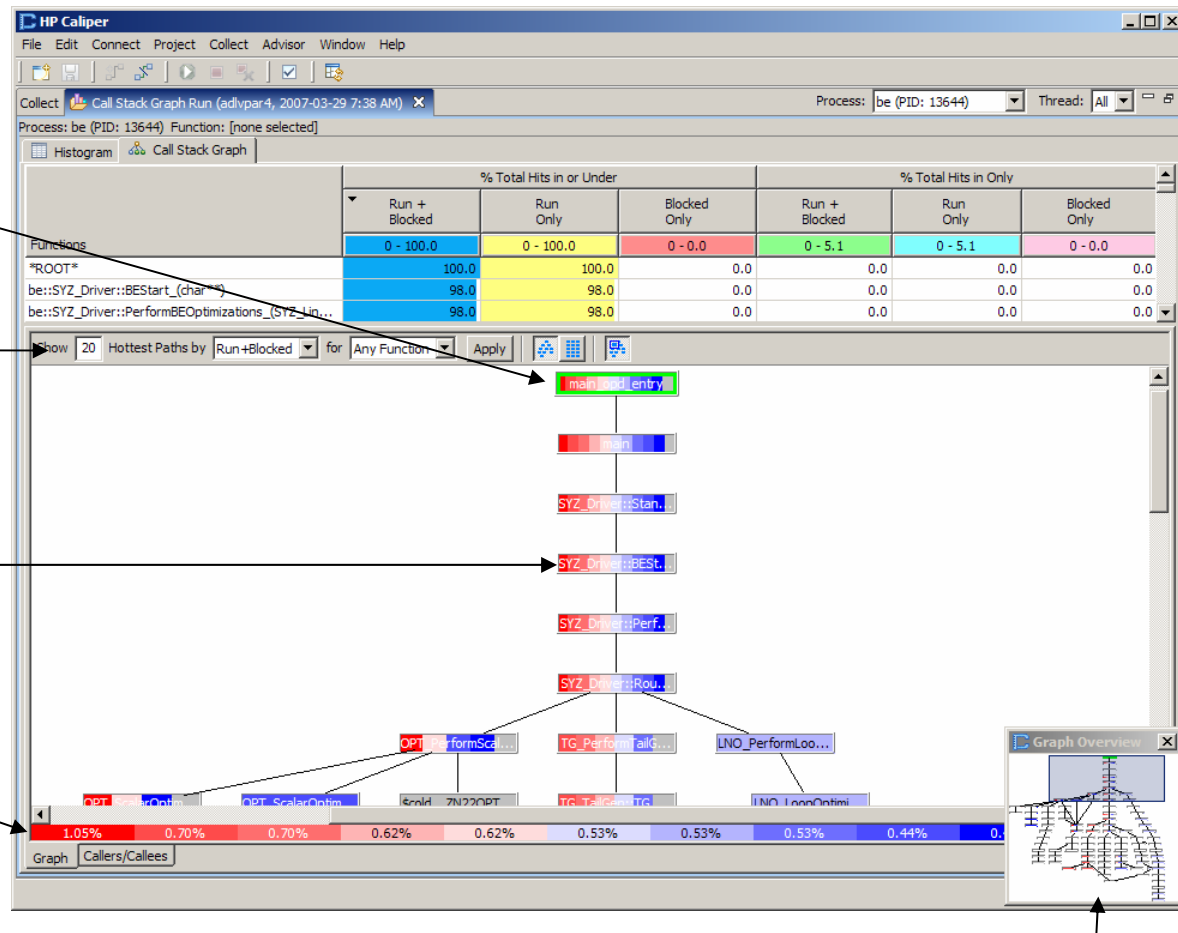 HP Caliper
File Edit Connect Project Collect Advisor Window Help
Collect Call Stack Graph Run (adlvpar4, 2007-03-29 7:38 AM) Process: be (PID: 13644) Thread: All
Process: be (PID: 13644) Function: [none selected]
Histogram Call Stack Graph
% Total Hits in or Under % Total Hits in Only
Run + Blocked Run Only Blocked Only Run + Blocked Run Only Blocked Only
Functions 0 - 100.0 0 - 100.0 0 - 0.0 0 - 5.1 0 - 5.1 0 - 0.0
*ROOT* 100.0 100.0 0.0 0.0 0.0 0.0
be::SYZ_Driver::BEStart_(char**) 98.0 98.0 0.0 0.0 0.0 0.0
be::SYZ_Driver::PerformBEOptimizations_(SYZ_Lin... 98.0 98.0 0.0 0.0 0.0 0.0
Show 20 Hottest Paths by Run+Blocked for Any Function Apply
main_opd_entry
main
SYZ_Driver::Stan...
SYZ_Driver::BESt...
SYZ_Driver::Perf...
SYZ_Driver::Rou...
OPT_PerformScal... TG_PerformTailG... LNO_PerformLoo...
Graph Overview
OPT_ScalarOptim... OPT_ScalarOptim... $cold_ZN22OPT_... TG_TailGen::TG_... LNO_LoopOptimi...
1.05% 0.70% 0.70% 0.62% 0.62% 0.53% 0.53% 0.53% 0.44%
Graph Callers/Callees